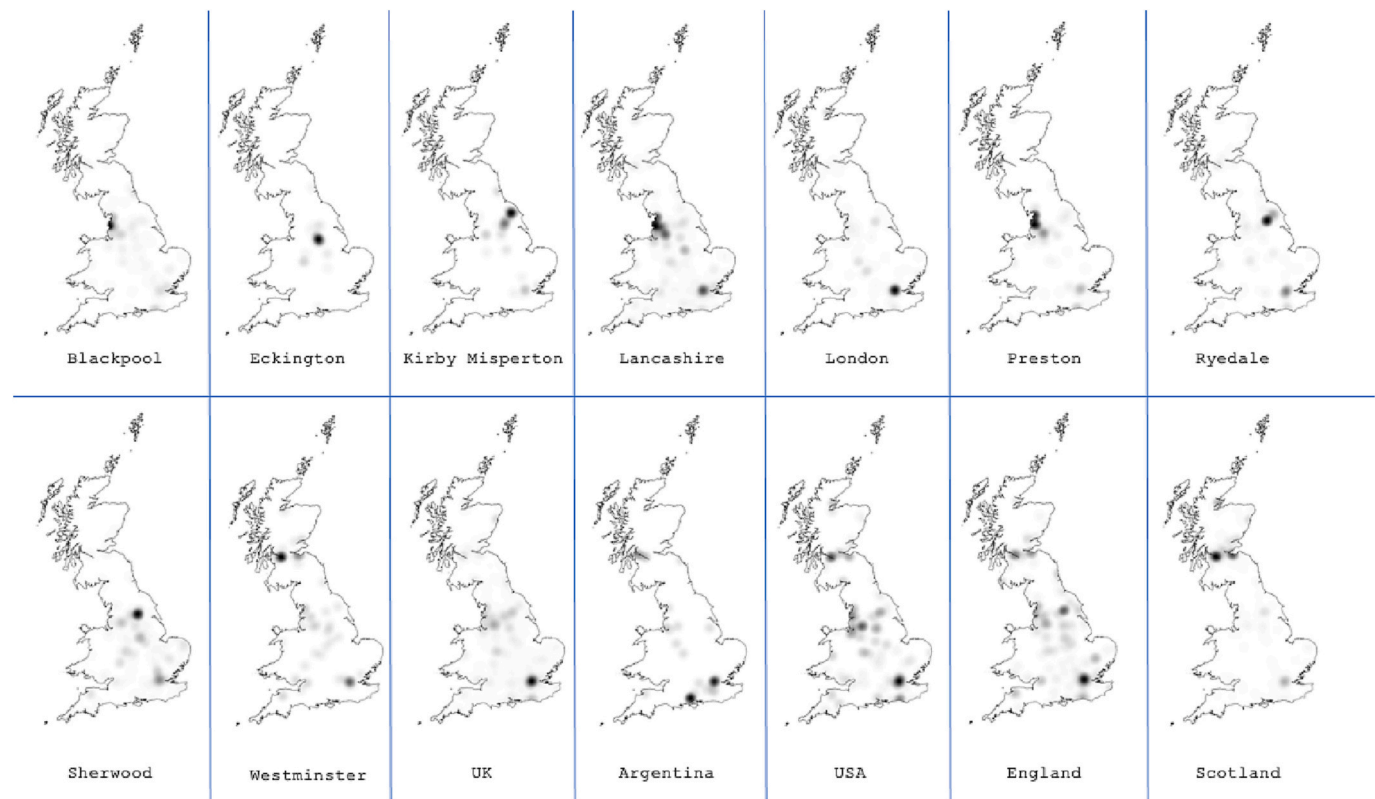 Blackpool
Eckington
Kirby Misperton
Lancashire
London
Preston
Ryedale
Sherwood
Westminster
UK
Argentina
USA
England
Scotland